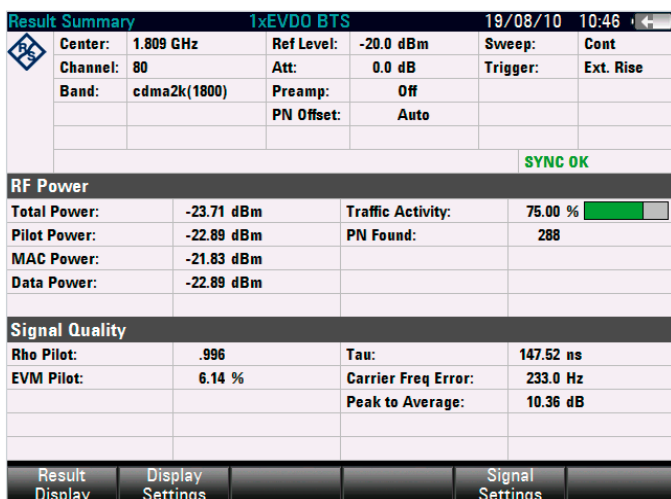 Result Summary 1xEVDO BTS 19/08/10 10:46
R&S Center: 1.809 GHz Ref Level: -20.0 dBm Sweep: Cont
Channel: 80 Att: 0.0 dB Trigger: Ext. Rise
Band: cdma2k(1800) Preamp: Off
PN Offset: Auto
SYNC OK
RF Power
Total Power: -23.71 dBm Traffic Activity: 75.00 %
Pilot Power: -22.89 dBm PN Found: 288
MAC Power: -21.83 dBm
Data Power: -22.89 dBm
Signal Quality
Rho Pilot: .996 Tau: 147.52 ns
EVM Pilot: 6.14 % Carrier Freq Error: 233.0 Hz
Peak to Average: 10.36 dB
Result Display Settings Signal
Display Settings Settings